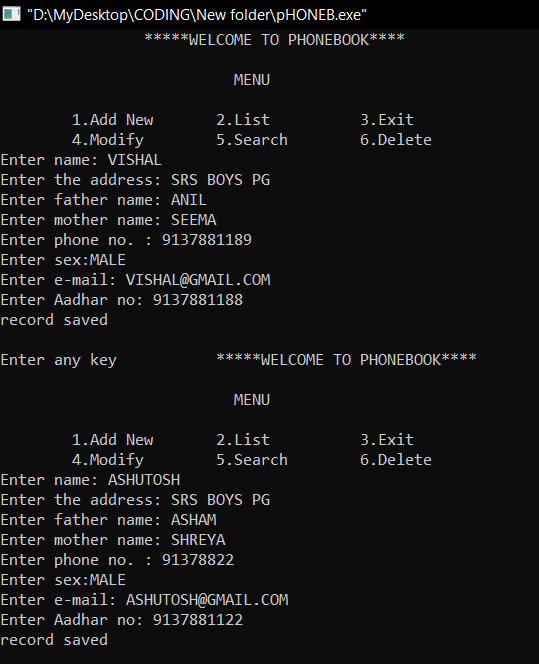 "D:\MyDesktop\CODING\New folder\pHONEB.exe"
*****WELCOME TO PHONEBOOK****
MENU
1.Add New 2.List 3.Exit
4.Modify 5.Search 6.Delete
Enter name: VISHAL
Enter the address: SRS BOYS PG
Enter father name: ANIL
Enter mother name: SEEMA
Enter phone no. : 9137881189
Enter sex:MALE
Enter e-mail: VISHAL@GMAIL.COM
Enter Aadhar no: 9137881188
record saved
Enter any key *****WELCOME TO PHONEBOOK****
MENU
1.Add New 2.List 3.Exit
4.Modify 5.Search 6.Delete
Enter name: ASHUTOSH
Enter the address: SRS BOYS PG
Enter father name: ASHAM
Enter mother name: SHREYA
Enter phone no. : 91378822
Enter sex:MALE
Enter e-mail: ASHUTOSH@GMAIL.COM
Enter Aadhar no: 9137881122
record saved